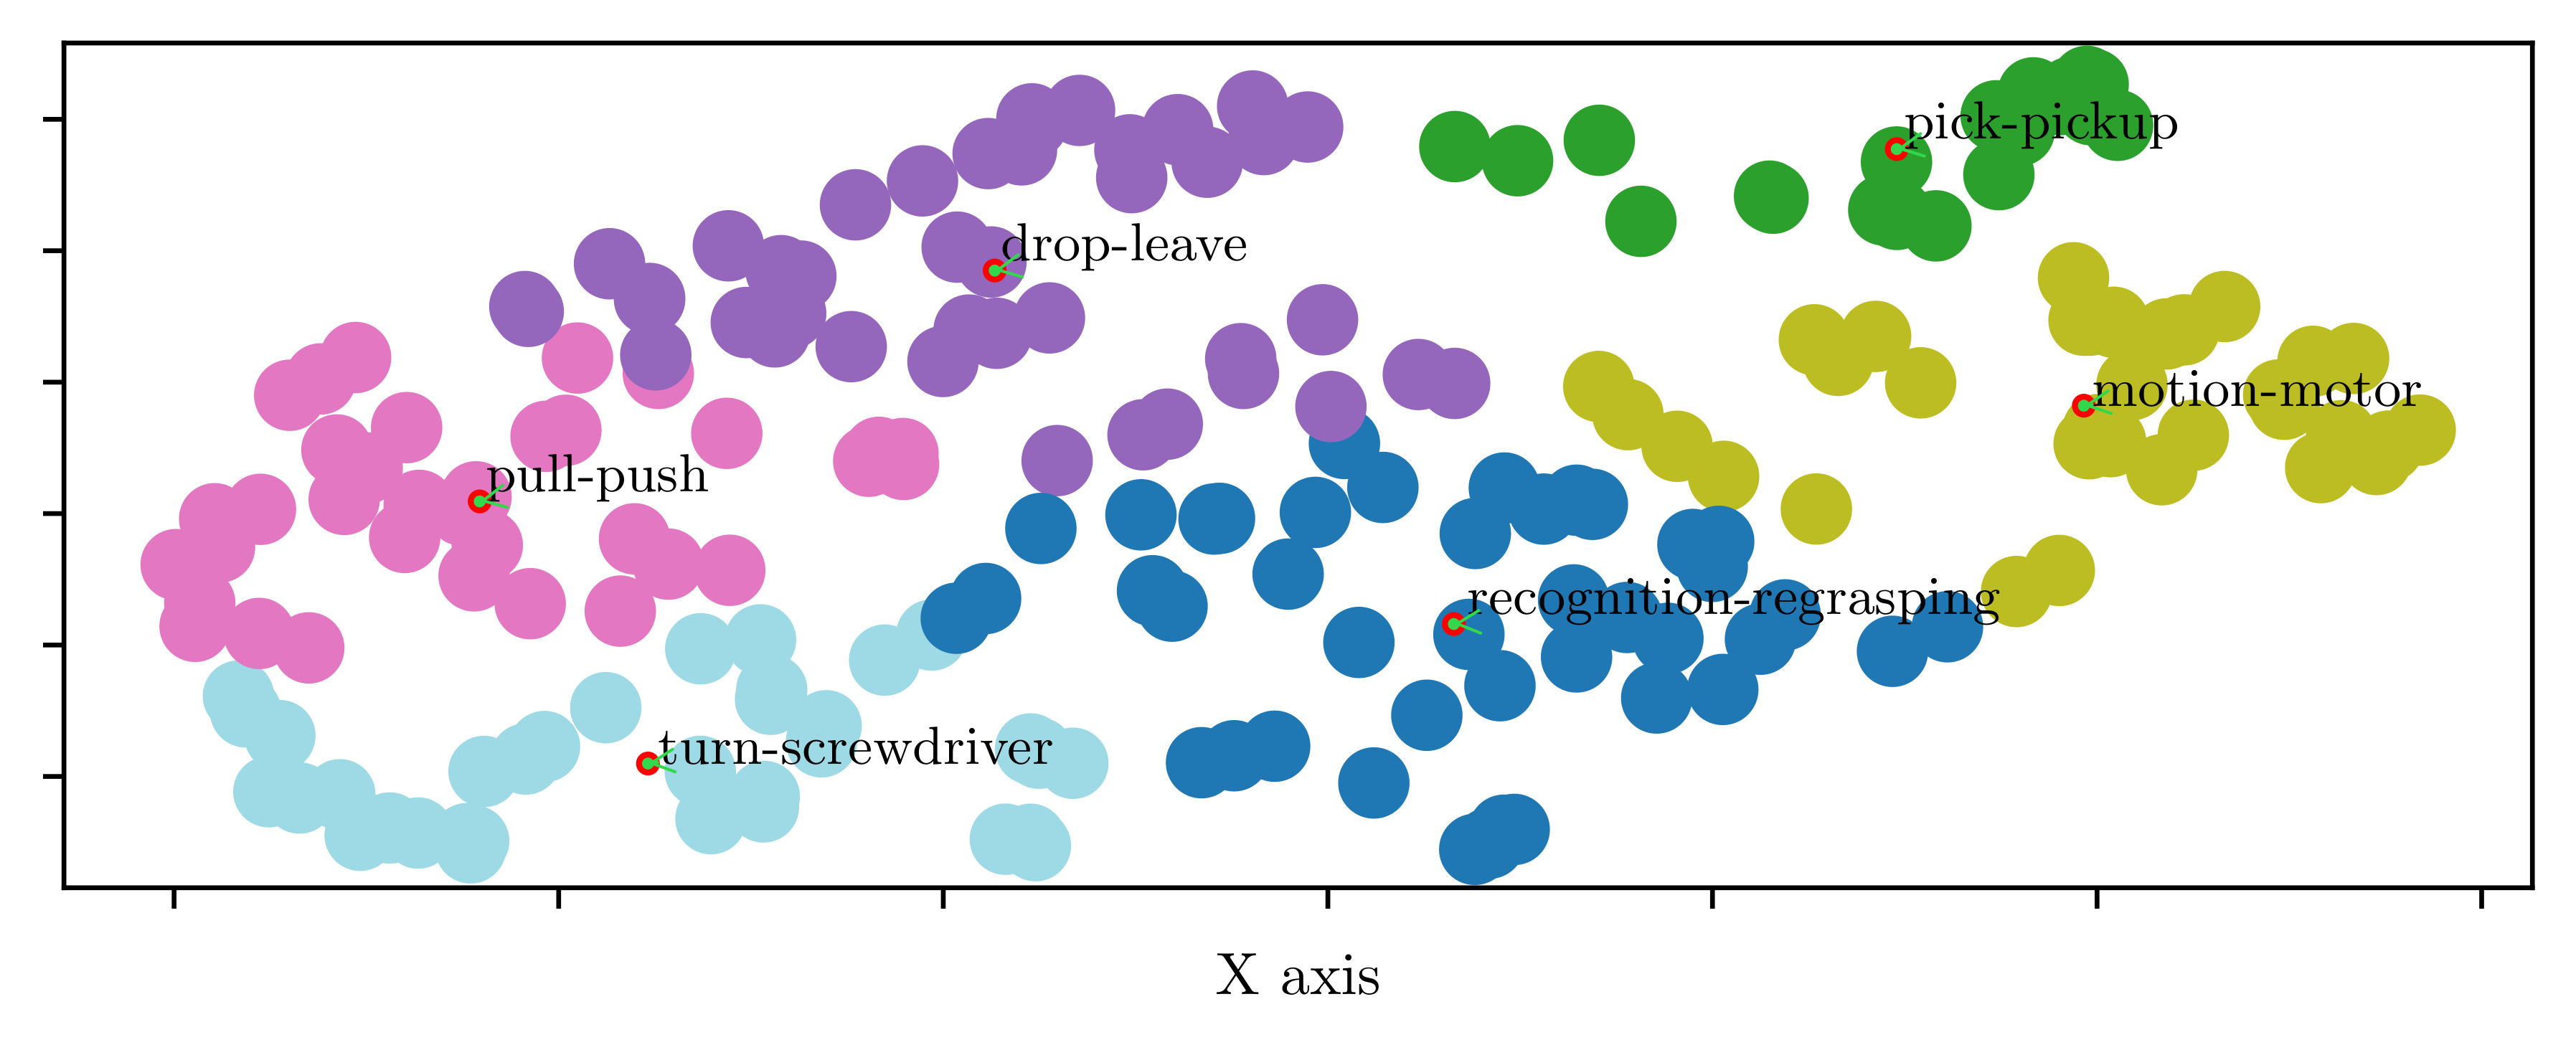 pick-pickup
drop-leave
motion-motor
pull-push
recognition-regrasping
turn-screwdriver
X axis